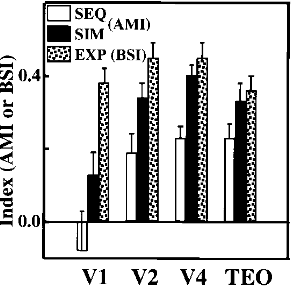 SEQ (AMI)
SIM
EXP (BSI)
Index (AMI or BSI)
0.4
0.0
V1 V2 V4 TEO